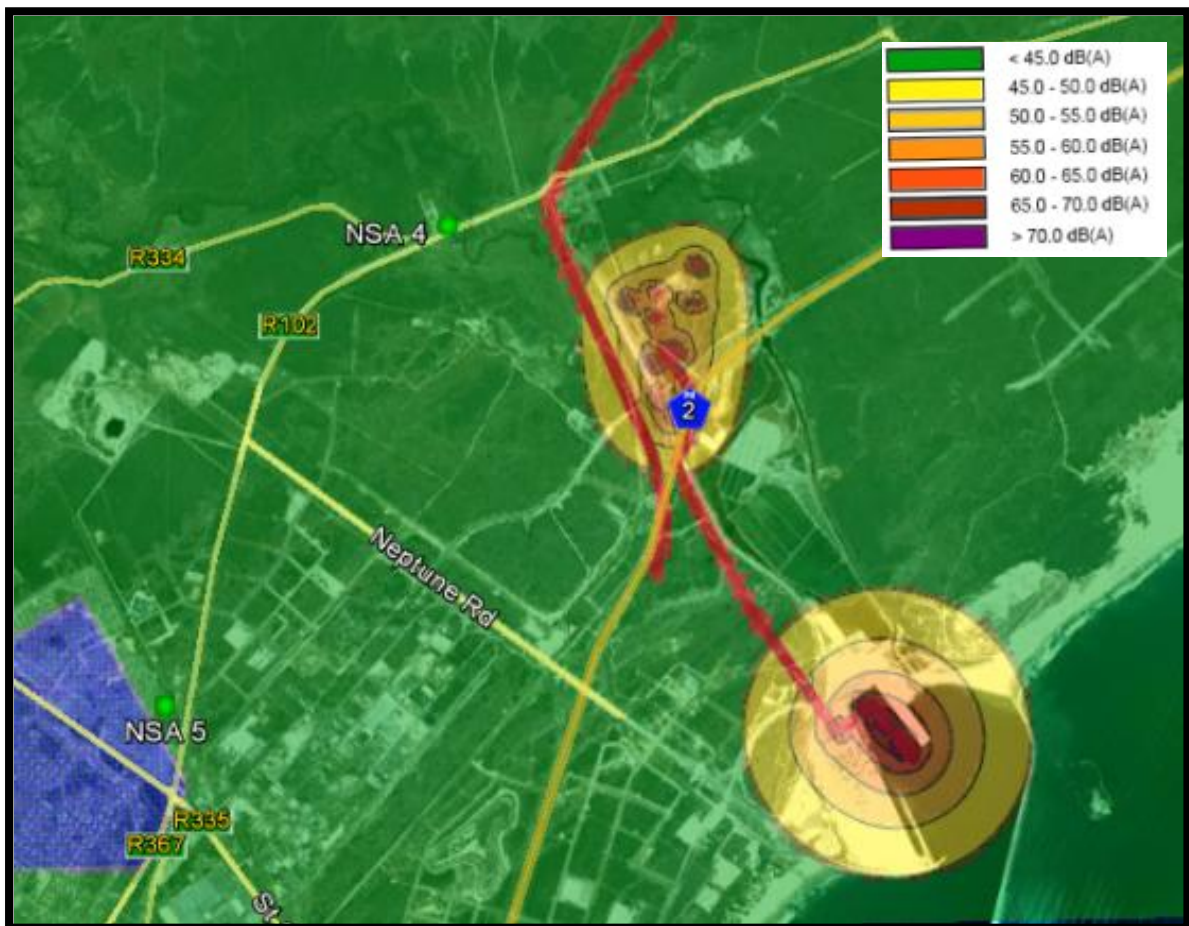 < 45.0 dB(A)
45.0 - 50.0 dB(A)
50.0 - 55.0 dB(A)
55.0 - 60.0 dB(A)
60.0 - 65.0 dB(A)
65.0 - 70.0 dB(A)
> 70.0 dB(A)
NSA 4
R334
R102
N
2
Neptune Rd
NSA 5
R335
R367